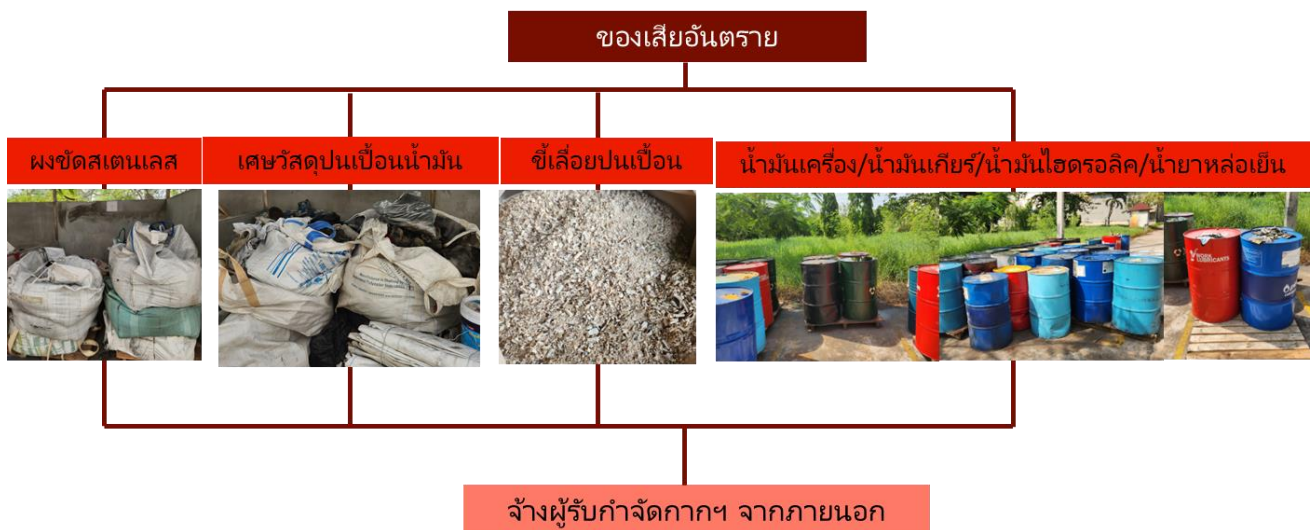 ของเสียอันตราย
ผงขัดสเตนเลส
เศษวัสดุปนเปื้อนน้ำมัน
ขี้เลื่อยปนเปื้อน
น้ำมันเครื่อง/น้ำมันเกียร์/น้ำมันไฮดรอลิค/น้ำยาหล่อเย็น
WORK
LUBRICANTS
จ้างผู้รับกำจัดกากฯ จากภายนอก